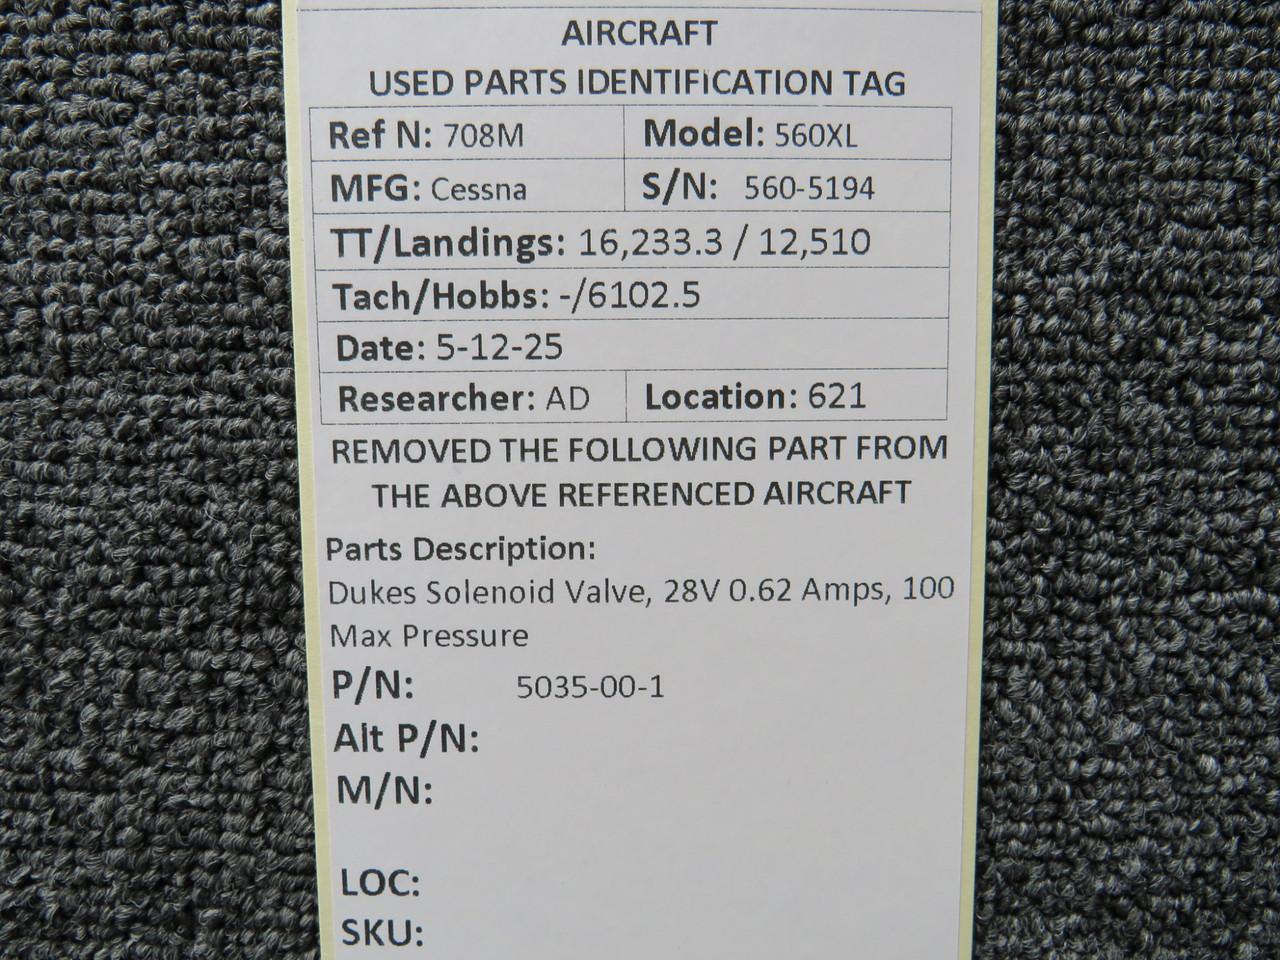 AIRCRAFT
USED PARTS IDENTIFICATION TAG
Ref N: 708M Model: 560XL
MFG: Cessna S/N: 560-5194
TT/Landings: 16,233.3 / 12,510
Tach/Hobbs: -/6102.5
Date: 5-12-25
Researcher: AD Location: 621
REMOVED THE FOLLOWING PART FROM
THE ABOVE REFERENCED AIRCRAFT
Parts Description:
Dukes Solenoid Valve, 28V 0.62 Amps, 100
Max Pressure
P/N: 5035-00-1
Alt P/N:
M/N:
LOC:
SKU: